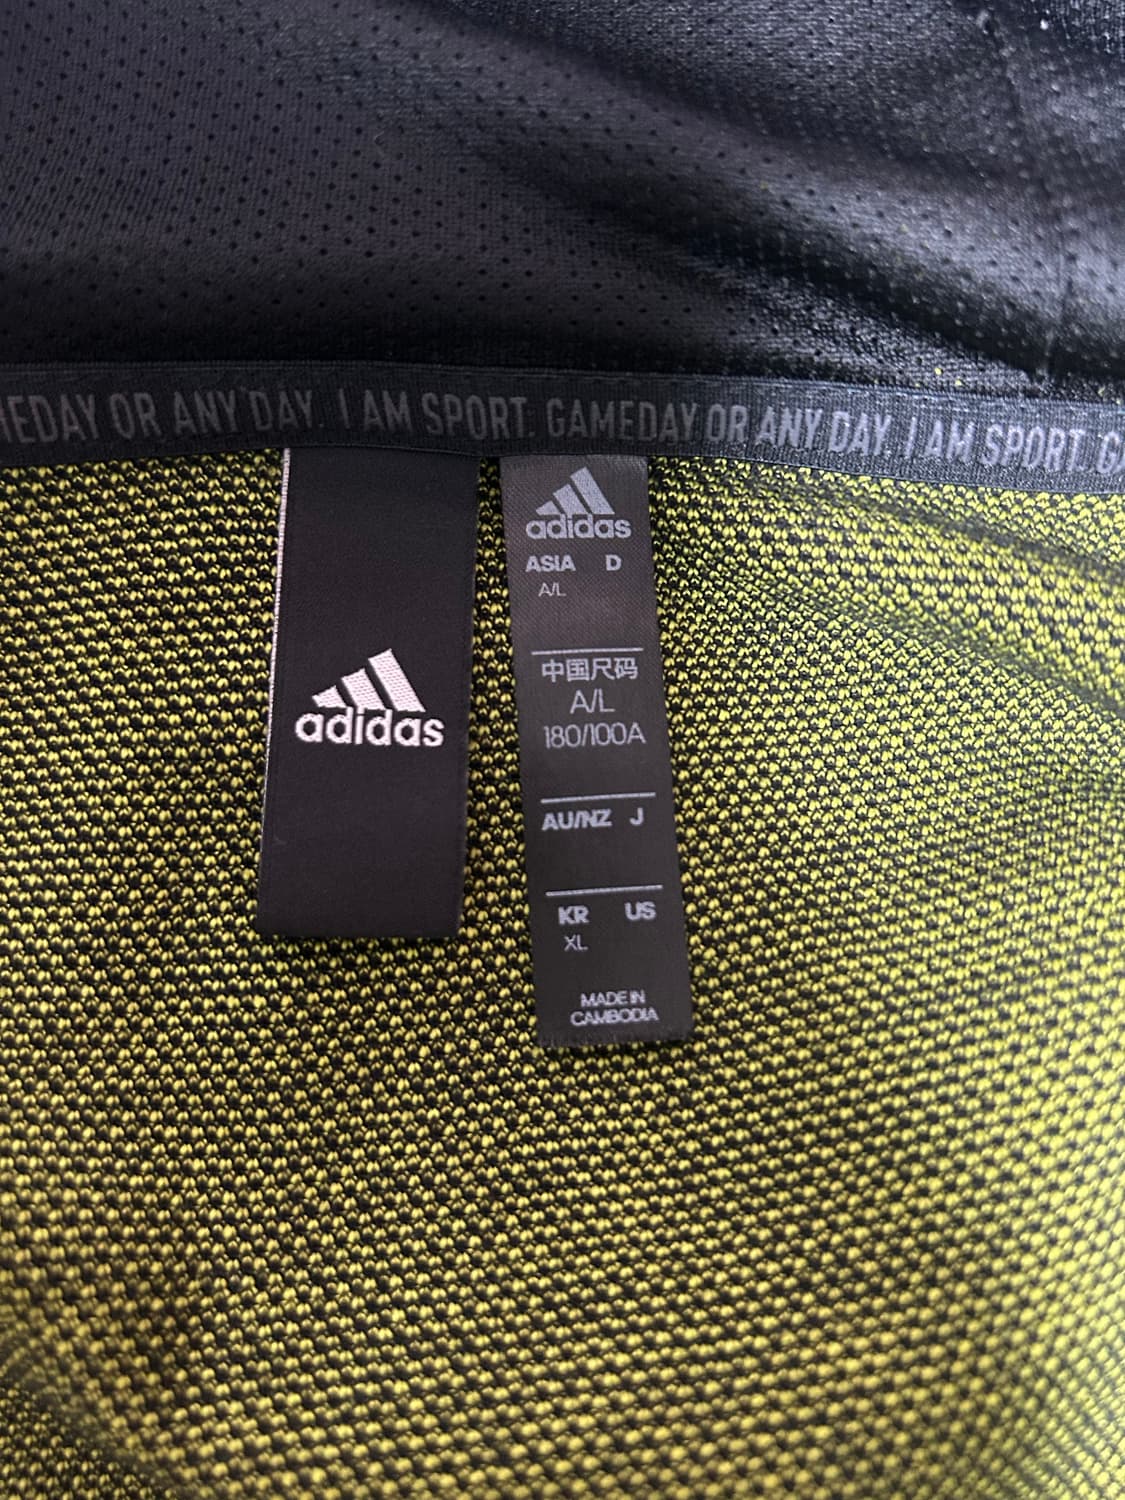 HEDAY OR ANY DAY. I AM SPORT. GAMEDAY OR ANY DAY. I AM SPORT. GA
adidas
adidas
ASIA D
A/L
中国尺码
A/L
180/100A
AU/NZ J
KR US
XL
MADE IN
CAMBODIA